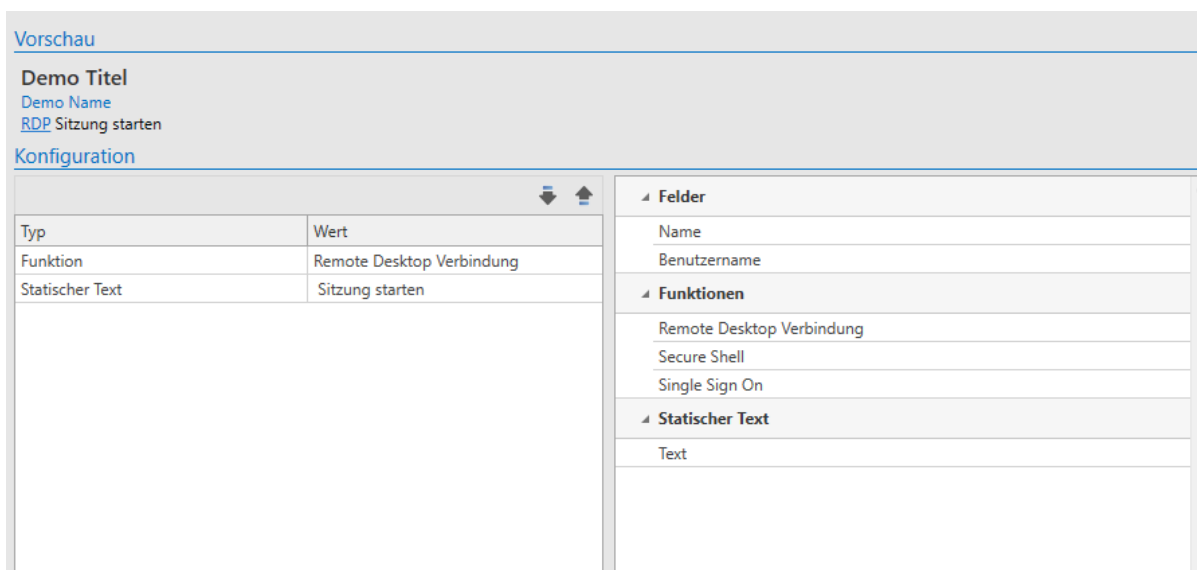 Vorschau
Demo Titel
Demo Name
RDP Sitzung starten
Konfiguration
Typ Wert
Funktion Remote Desktop Verbindung
Statischer Text Sitzung starten
Felder
Name
Benutzername
Funktionen
Remote Desktop Verbindung
Secure Shell
Single Sign On
Statischer Text
Text